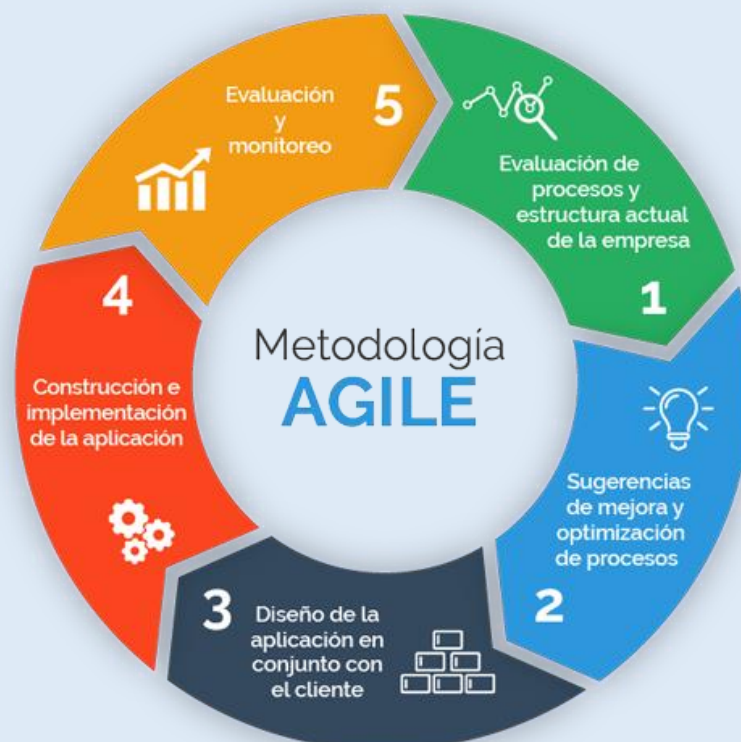 Metodología
AGILE
Evaluación de
procesos y
estructura actual
de la empresa
1
Sugerencias
de mejora y
optimización
de procesos
2
3
Diseño de la
aplicación en
conjunto con
el cliente
4
Construcción e
implementación
de la aplicación
5
Evaluación
y
monitoreo